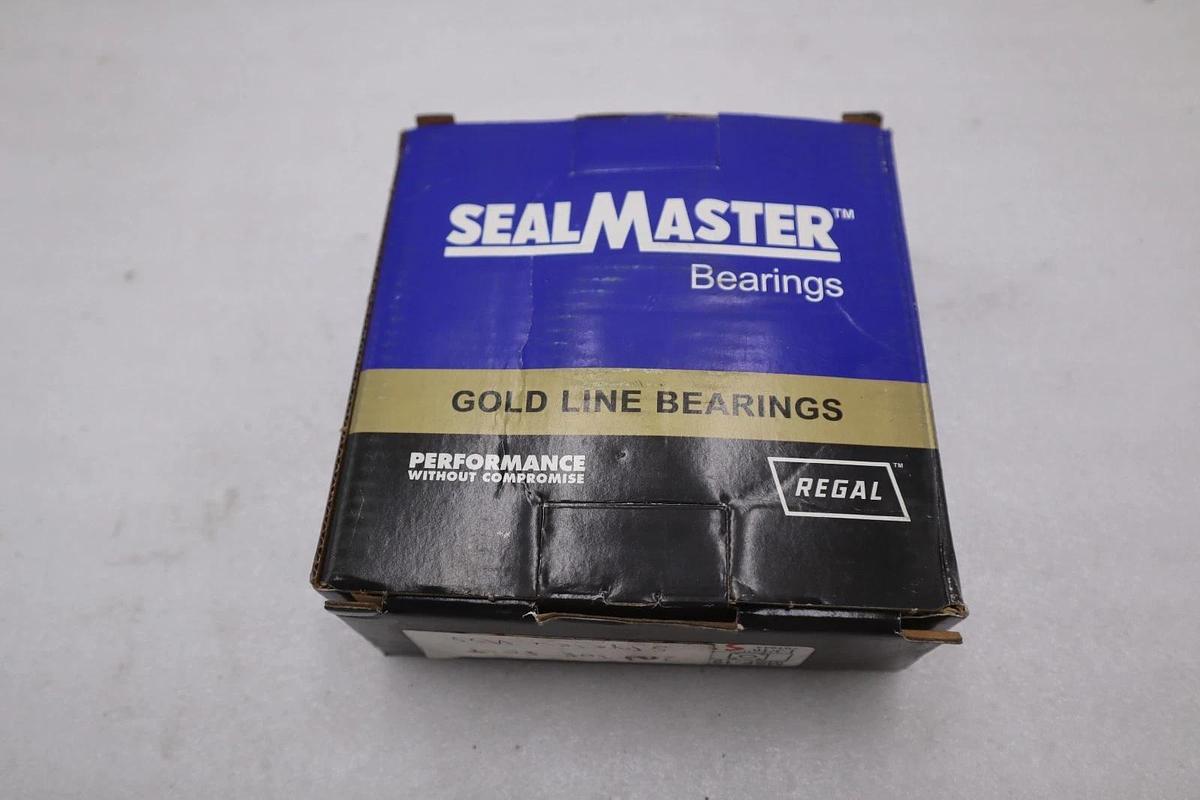 SEALMASTER™
Bearings
GOLD LINE BEARINGS
PERFORMANCE
WITHOUT COMPROMISE
REGAL™